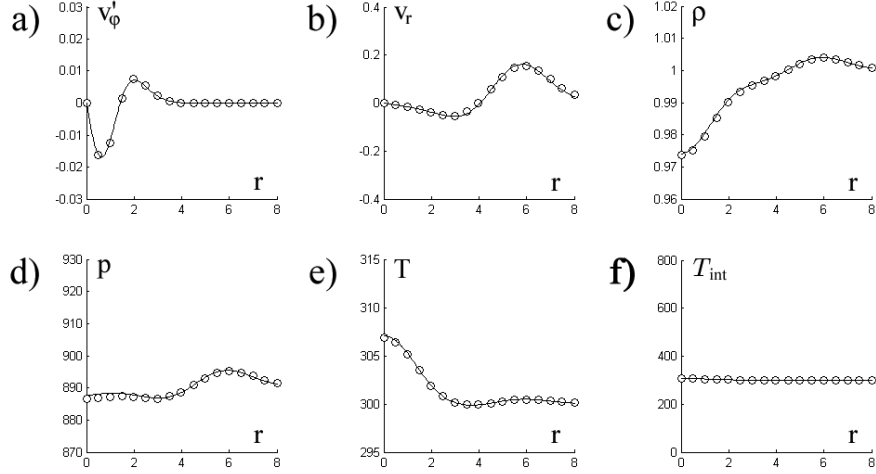 a) v'φ
0.03
0.02
0.01
0
-0.01
-0.02
-0.03
0 2 4 6 8
r
b) vr
0.4
0.2
0
-0.2
-0.4
0 2 4 6 8
r
c) ρ
1.02
1.01
1
0.99
0.98
0.97
0.96
0 2 4 6 8
r
d) p
930
920
910
900
890
880
870
0 2 4 6 8
r
e) T
315
310
305
300
295
0 2 4 6 8
r
f) Tint
800
600
400
200
0
0 2 4 6 8
r